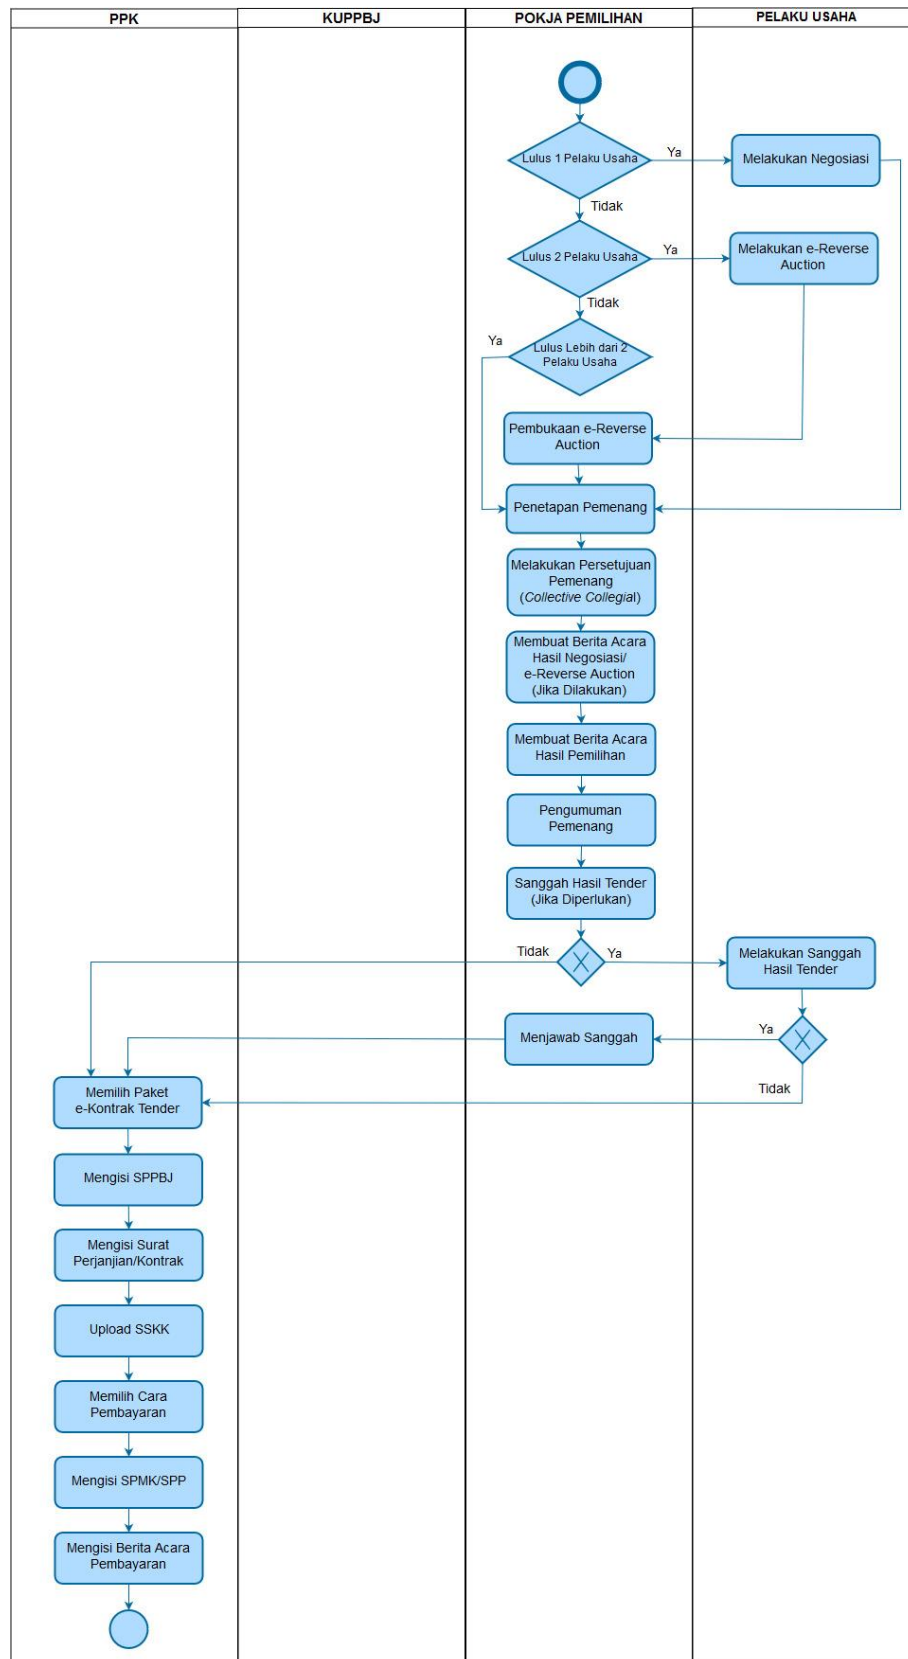 PPK
KUPPBJ
POKJA PEMILIHAN
PELAKU USAHA
Lulus 1 Pelaku Usaha
Ya
Melakukan Negosiasi
Tidak
Lulus 2 Pelaku Usaha
Ya
Melakukan e-Reverse
Auction
Tidak
Ya
Lulus Lebih dari 2
Pelaku Usaha
Pembukaan e-Reverse
Auction
Penetapan Pemenang
Melakukan Persetujuan
Pemenang
(Collective Collegial)
Membuat Berita Acara
Hasil Negosiasi/
e-Reverse Auction
(Jika Dilakukan)
Membuat Berita Acara
Hasil Pemilihan
Pengumuman
Pemenang
Sanggah Hasil Tender
(Jika Diperlukan)
Tidak
X
Ya
Melakukan Sanggah
Hasil Tender
Menjawab Sanggah
Ya
X
Tidak
Memilih Paket
e-Kontrak Tender
Mengisi SPPBJ
Mengisi Surat
Perjanjian/Kontrak
Upload SSKK
Memilih Cara
Pembayaran
Mengisi SPMK/SPP
Mengisi Berita Acara
Pembayaran